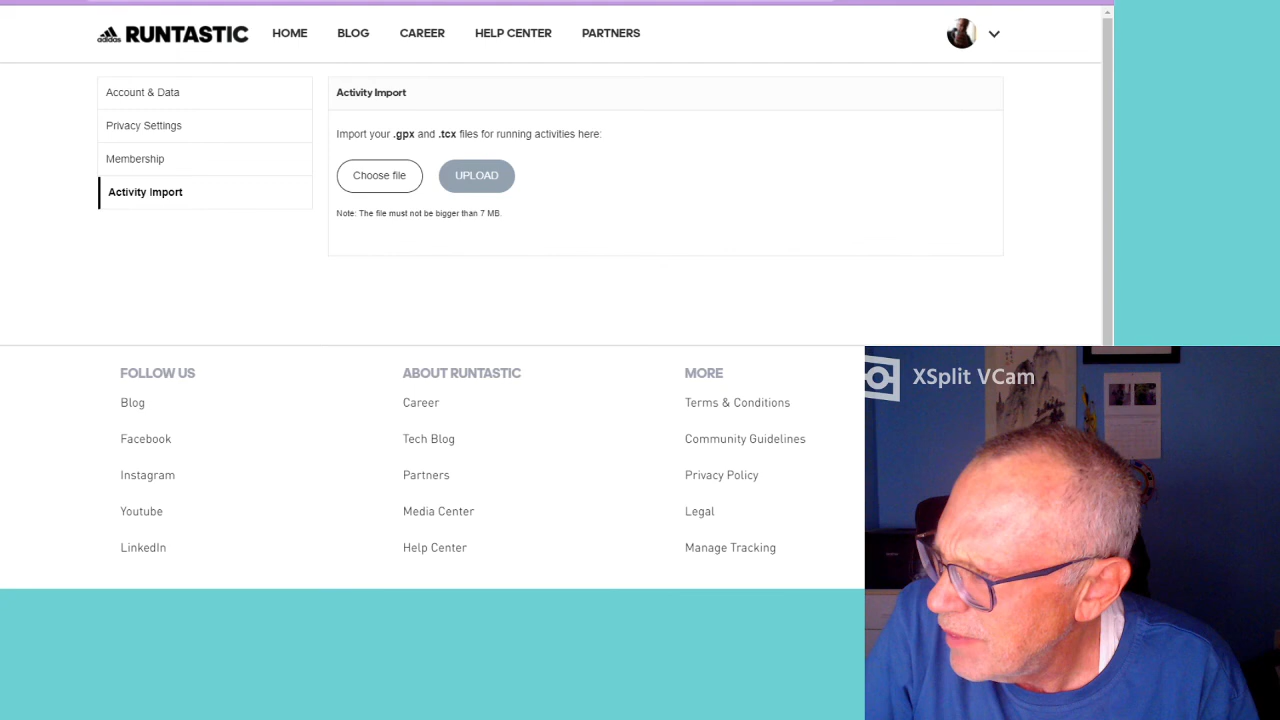 adidas RUNTASTIC HOME BLOG CAREER HELP CENTER PARTNERS
Account & Data
Privacy Settings
Membership
Activity Import
Activity Import
Import your .gpx and .tcx files for running activities here:
Choose file UPLOAD
Note: The file must not be bigger than 7 MB.
FOLLOW US
Blog
Facebook
Instagram
Youtube
LinkedIn
ABOUT RUNTASTIC
Career
Tech Blog
Partners
Media Center
Help Center
MORE
Terms & Conditions
Community Guidelines
Privacy Policy
Legal
Manage Tracking
XSplit VCam